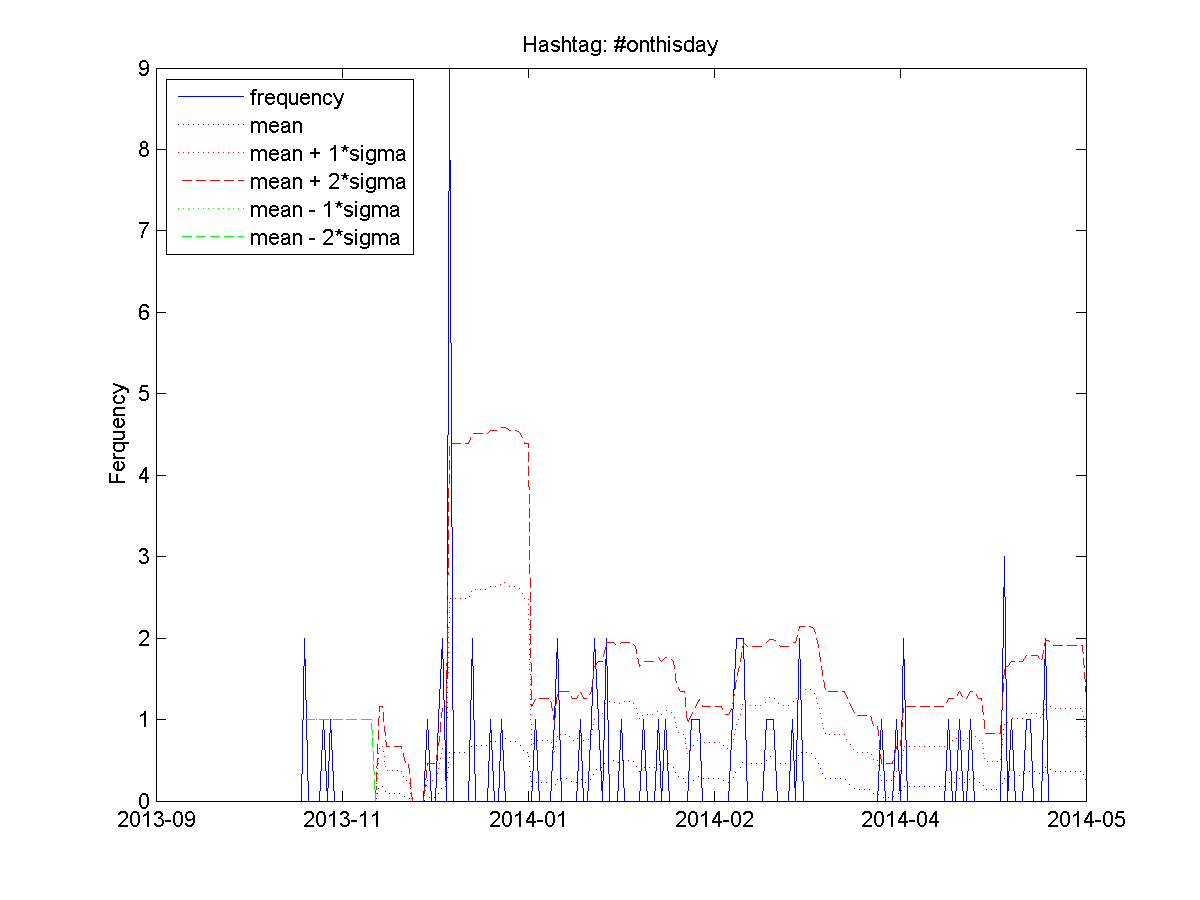 Hashtag: #onthisday
9
8
7
6
5
4
3
2
1
0
Ferquency
frequency
mean
mean + 1*sigma
mean + 2*sigma
mean - 1*sigma
mean - 2*sigma
2013-09 2013-11 2014-01 2014-02 2014-04 2014-05